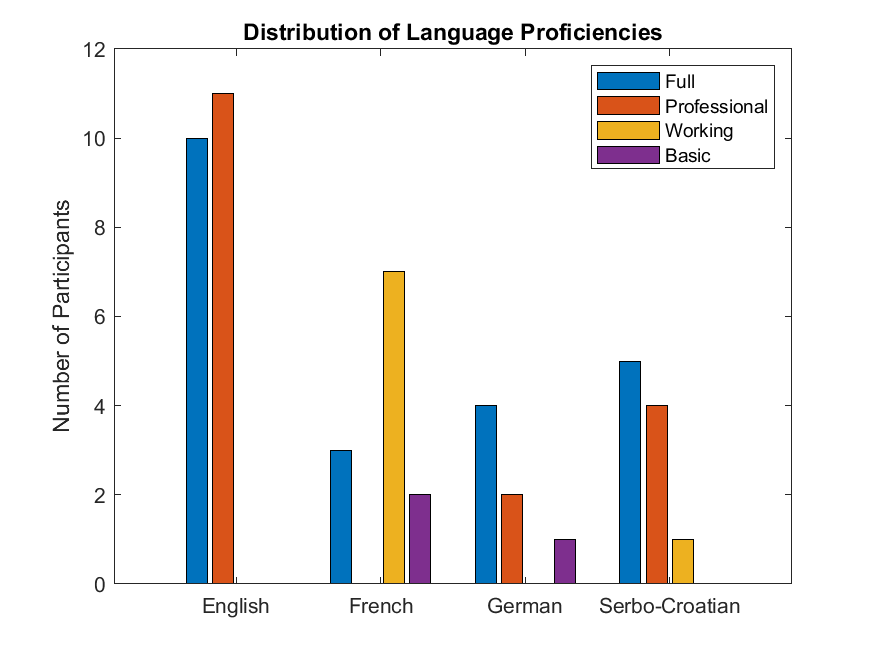 Distribution of Language Proficiencies
12
10
8
6
4
2
0
Number of Participants
Full
Professional
Working
Basic
English French German Serbo-Croatian